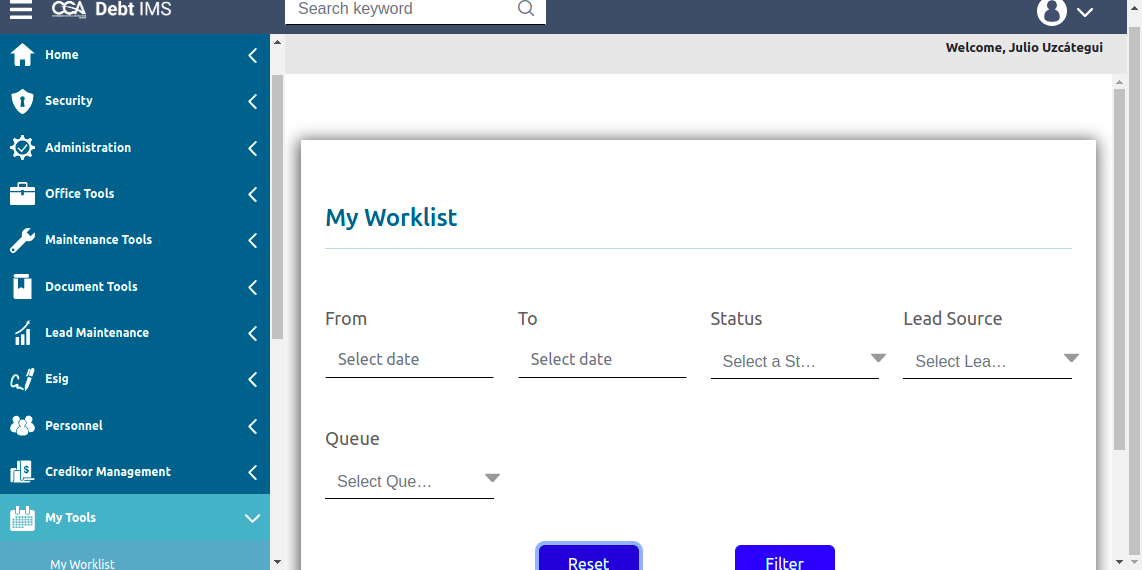 CGA Debt IMS
Search keyword
Welcome, Julio Uzcátegui
Home
Security
Administration
Office Tools
Maintenance Tools
Document Tools
Lead Maintenance
Esig
Personnel
Creditor Management
My Tools
My Worklist
My Worklist
From
To
Status
Lead Source
Select date
Select date
Select a St…
Select Lea…
Queue
Select Que…
Reset
Filter